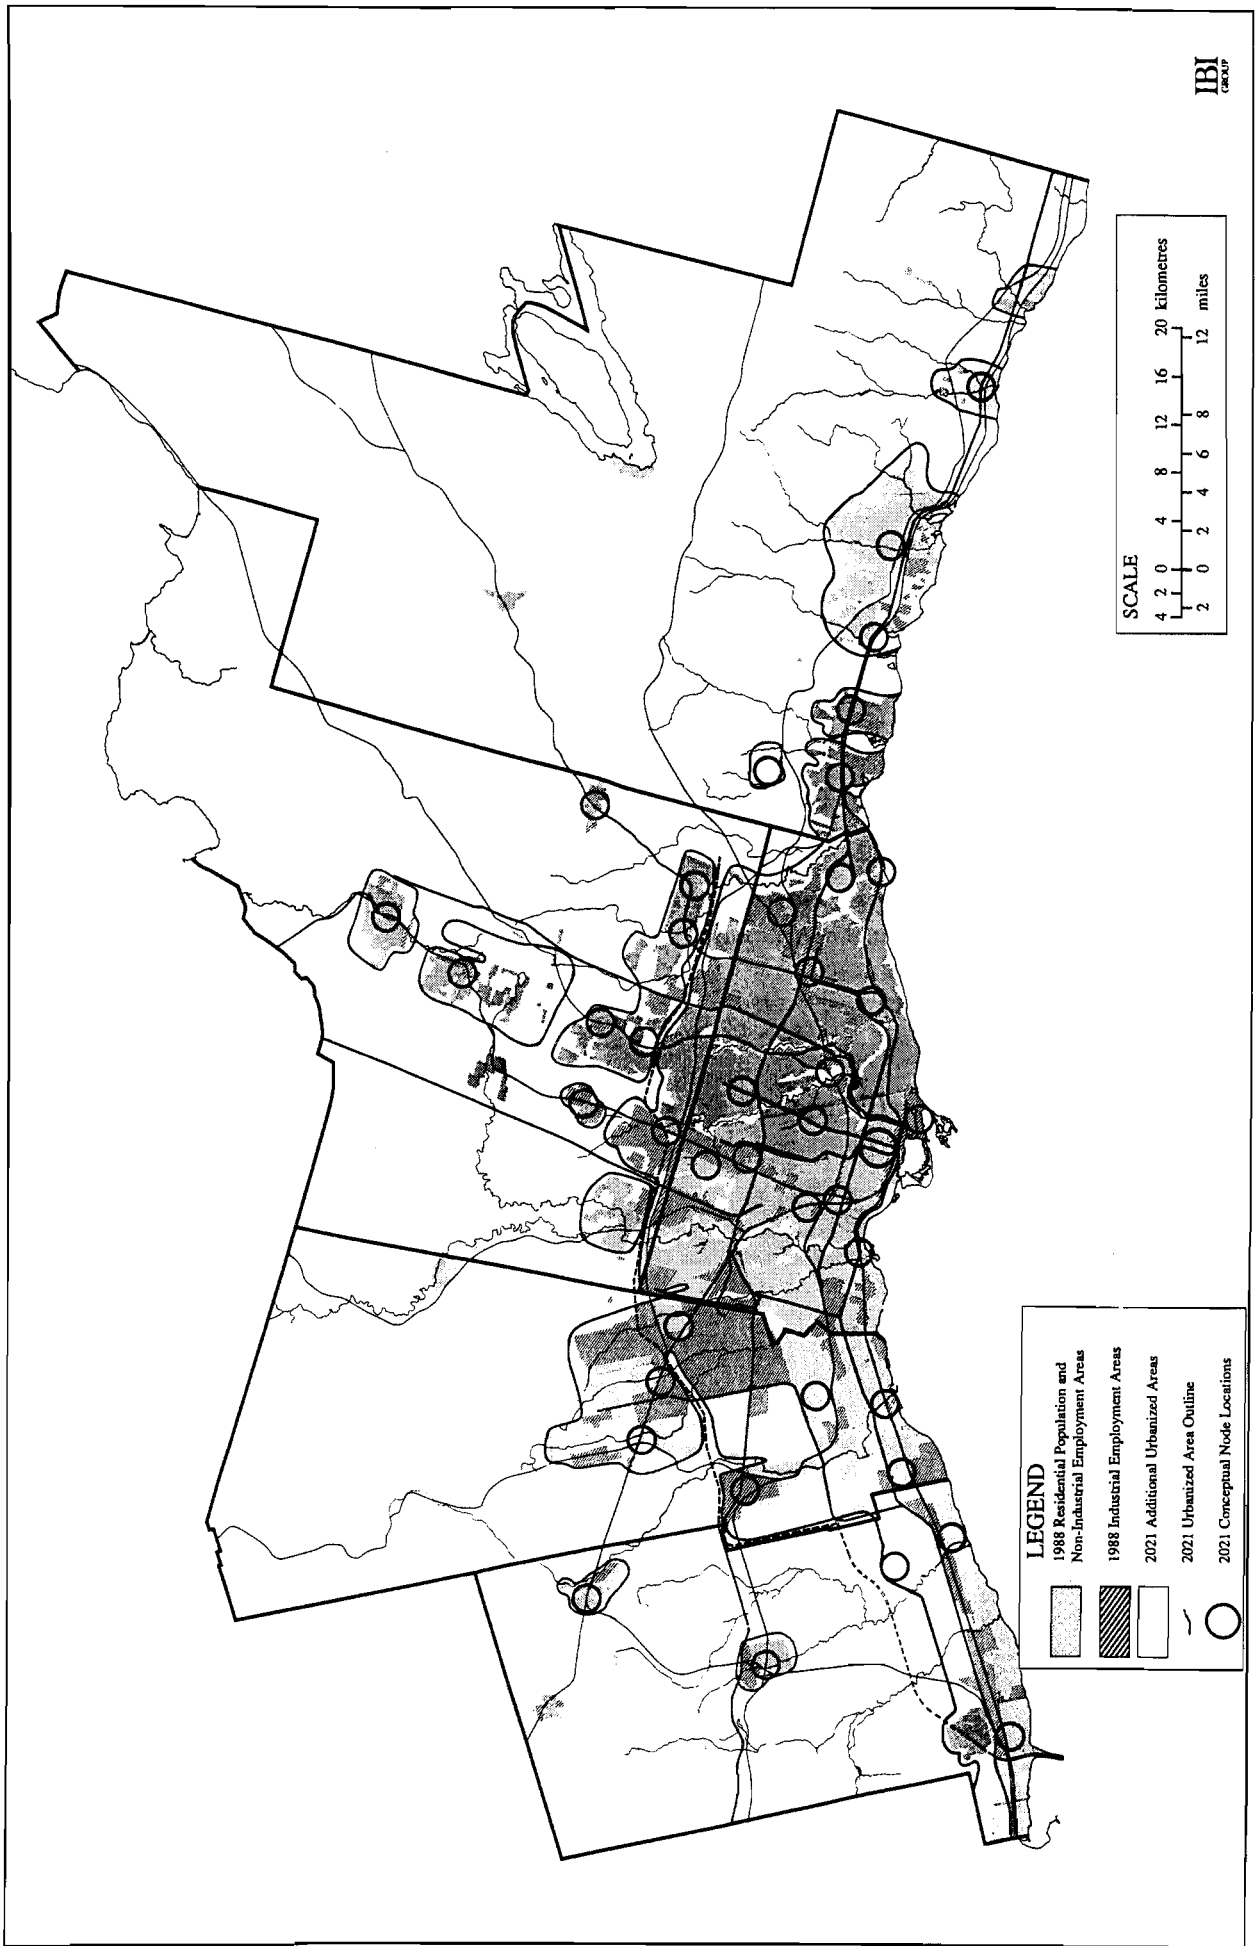 IBI
GROUP
SCALE
4 2 0 4 8 12 16 20 kilometres
2 0 2 4 6 8 12 miles
LEGEND
1988 Residential Population and
Non-Industrial Employment Areas
1988 Industrial Employment Areas
2021 Additional Urbanized Areas
2021 Urbanized Area Outline
2021 Conceptual Node Locations